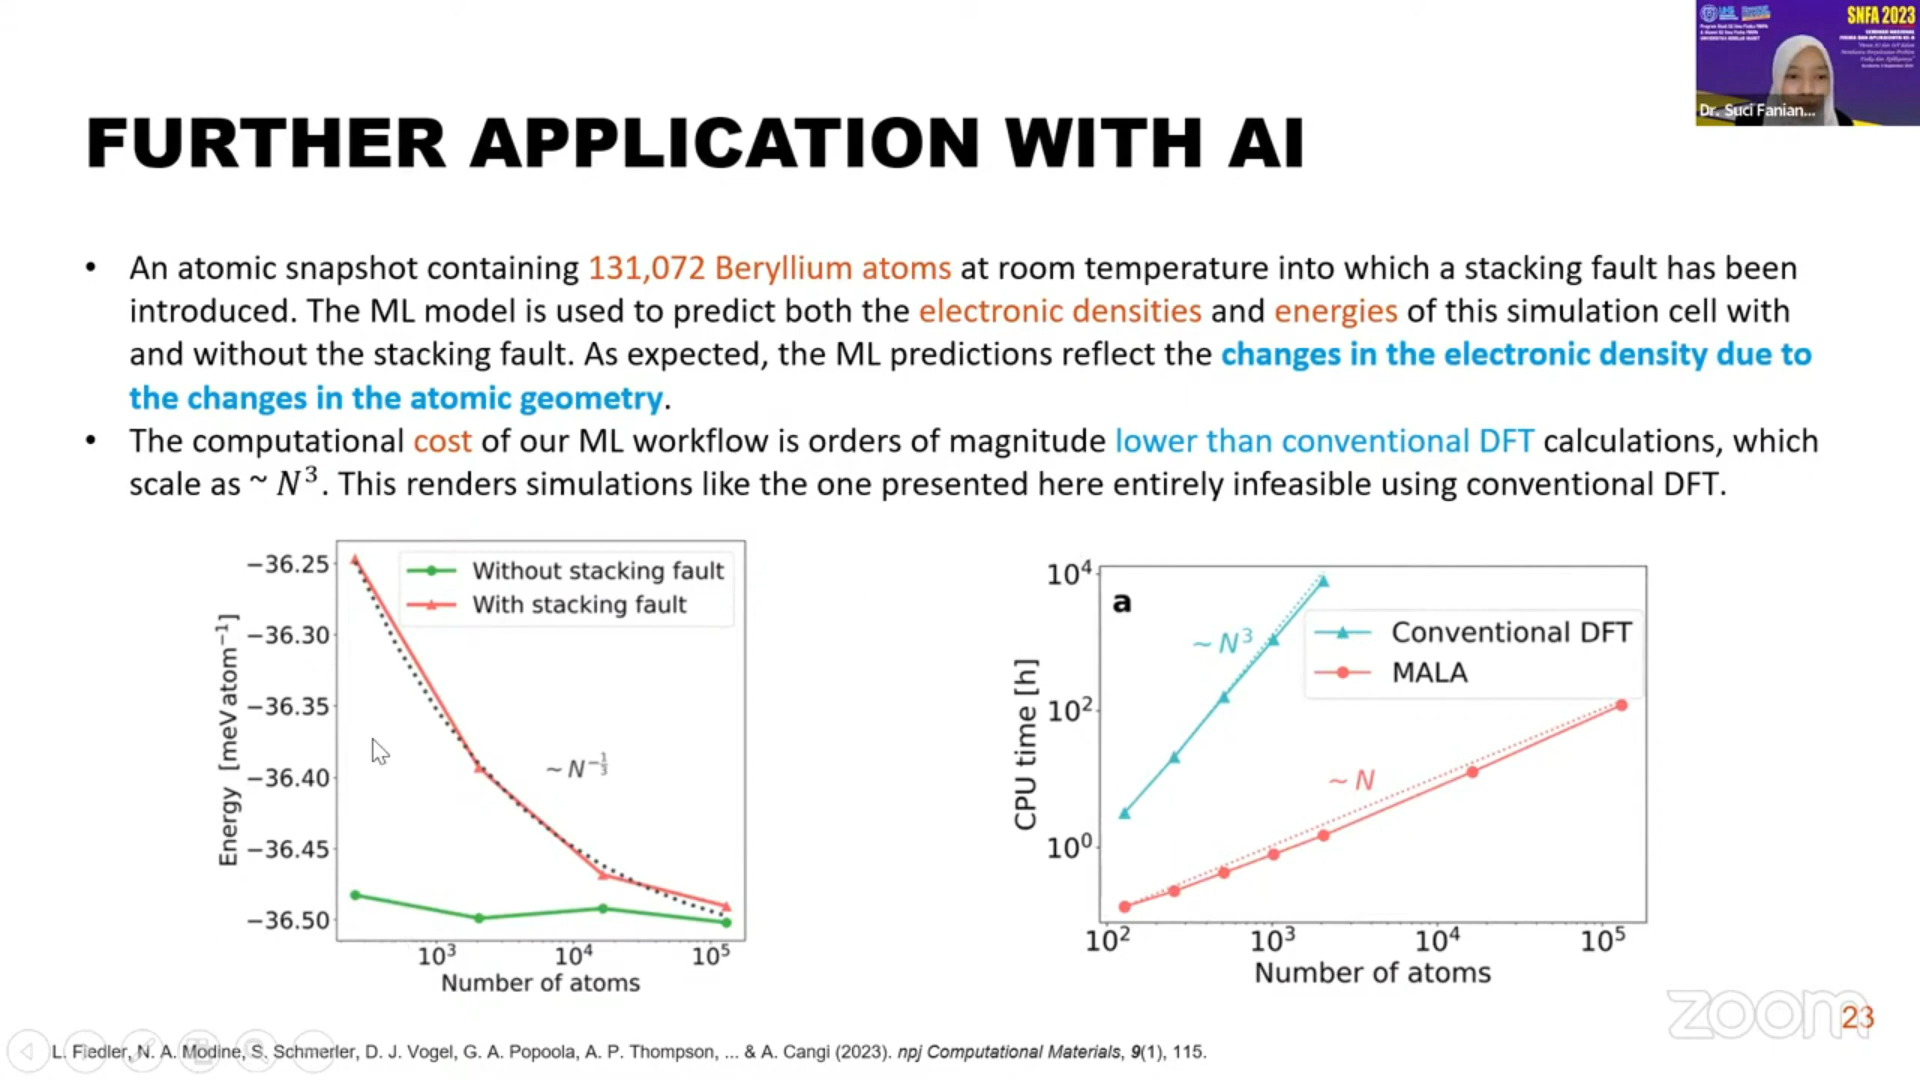 SNFA 2023
Dr. Suci Fanian...
FURTHER APPLICATION WITH AI
• An atomic snapshot containing 131,072 Beryllium atoms at room temperature into which a stacking fault has been
introduced. The ML model is used to predict both the electronic densities and energies of this simulation cell with
and without the stacking fault. As expected, the ML predictions reflect the changes in the electronic density due to
the changes in the atomic geometry.
• The computational cost of our ML workflow is orders of magnitude lower than conventional DFT calculations, which
scale as ~ N³. This renders simulations like the one presented here entirely infeasible using conventional DFT.
Energy [meV atom⁻¹]
−36.25
−36.30
−36.35
−36.40
−36.45
−36.50
Without stacking fault
With stacking fault
~ N^{-1/3}
10³ 10⁴ 10⁵
Number of atoms
CPU time [h]
10⁴
10²
10⁰
a
~ N³
Conventional DFT
MALA
~ N
10² 10³ 10⁴ 10⁵
Number of atoms
zoom
23
L. Fiedler, N. A. Modine, S. Schmerler, D. J. Vogel, G. A. Popoola, A. P. Thompson, ... & A. Cangi (2023). npj Computational Materials, 9(1), 115.